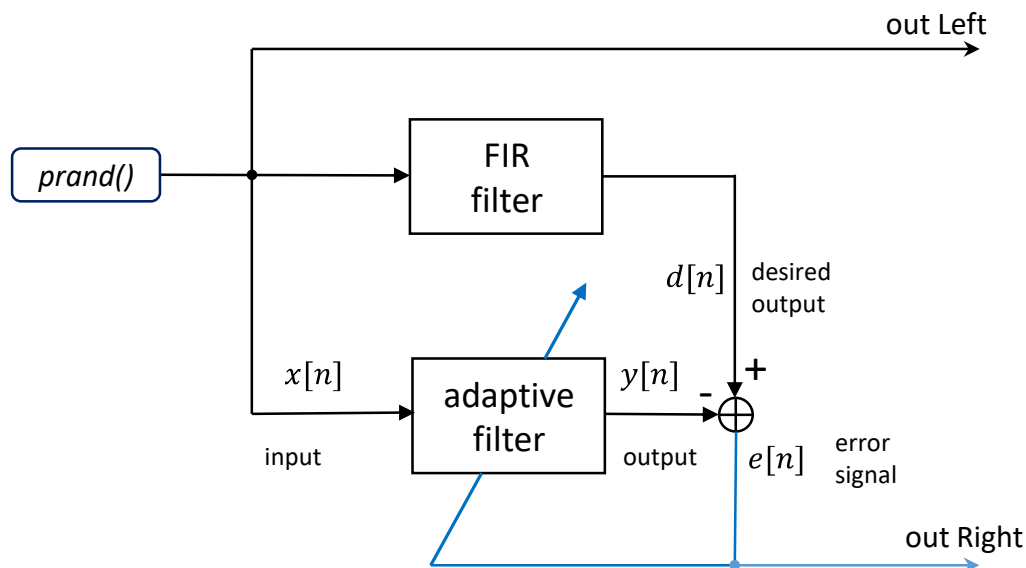 out Left
prand()
FIR
filter
d[n]
desired
output
x[n]
y[n]
-
+
adaptive
filter
input
output
e[n]
error
signal
out Right